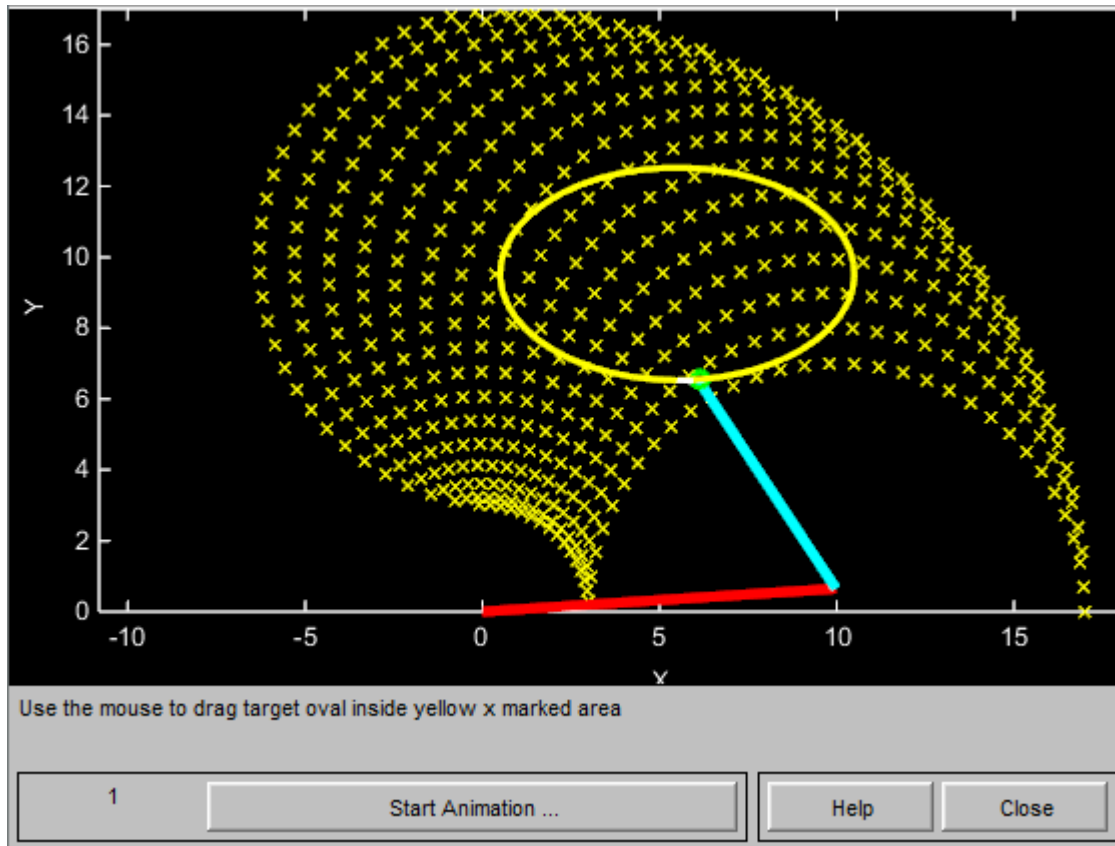 16
14
12
10
8
6
4
2
0
Y
-10 -5 0 5 10 15
X
Use the mouse to drag target oval inside yellow x marked area
1 Start Animation ... Help Close